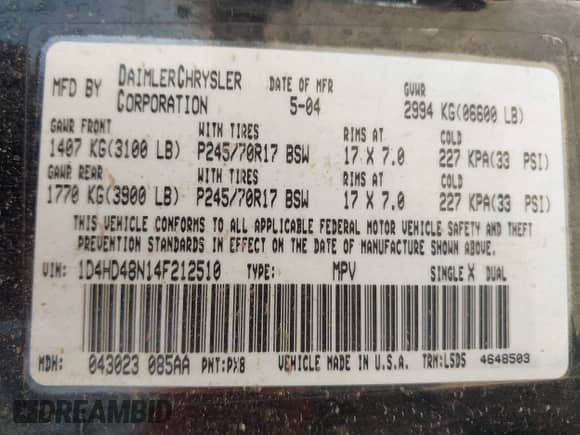 MFD BY DAIMLERCHRYSLER CORPORATION DATE OF MFR 5-04 GVWR 2994 KG(06600 LB)
GAWR FRONT WITH TIRES RIMS AT COLD
1407 KG(3100 LB) P245/70R17 BSW 17 X 7.0 227 KPA(33 PSI)
GAWR REAR WITH TIRES RIMS AT COLD
1770 KG(3900 LB) P245/70R17 BSW 17 X 7.0 227 KPA(33 PSI)
THIS VEHICLE CONFORMS TO ALL APPLICABLE FEDERAL MOTOR VEHICLE SAFETY AND THEFT
PREVENTION STANDARDS IN EFFECT ON THE DATE OF MANUFACTURE SHOWN ABOVE.
VIN: 1D4HD48N14F212510 TYPE: MPV SINGLE X DUAL
MDH: 043023 085AA PNT:PX8 VEHICLE MADE IN U.S.A. TRM:L5D5 4648503
DREAMBID